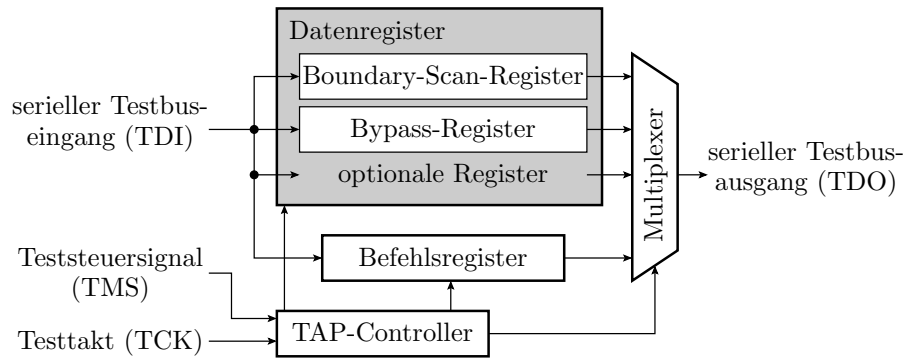 Datenregister
Boundary-Scan-Register
serieller Testbus-
eingang (TDI)
Bypass-Register
optionale Register
Multiplexer
serieller Testbus-
ausgang (TDO)
Befehlsregister
Teststeuersignal
(TMS)
Testtakt (TCK)
TAP-Controller